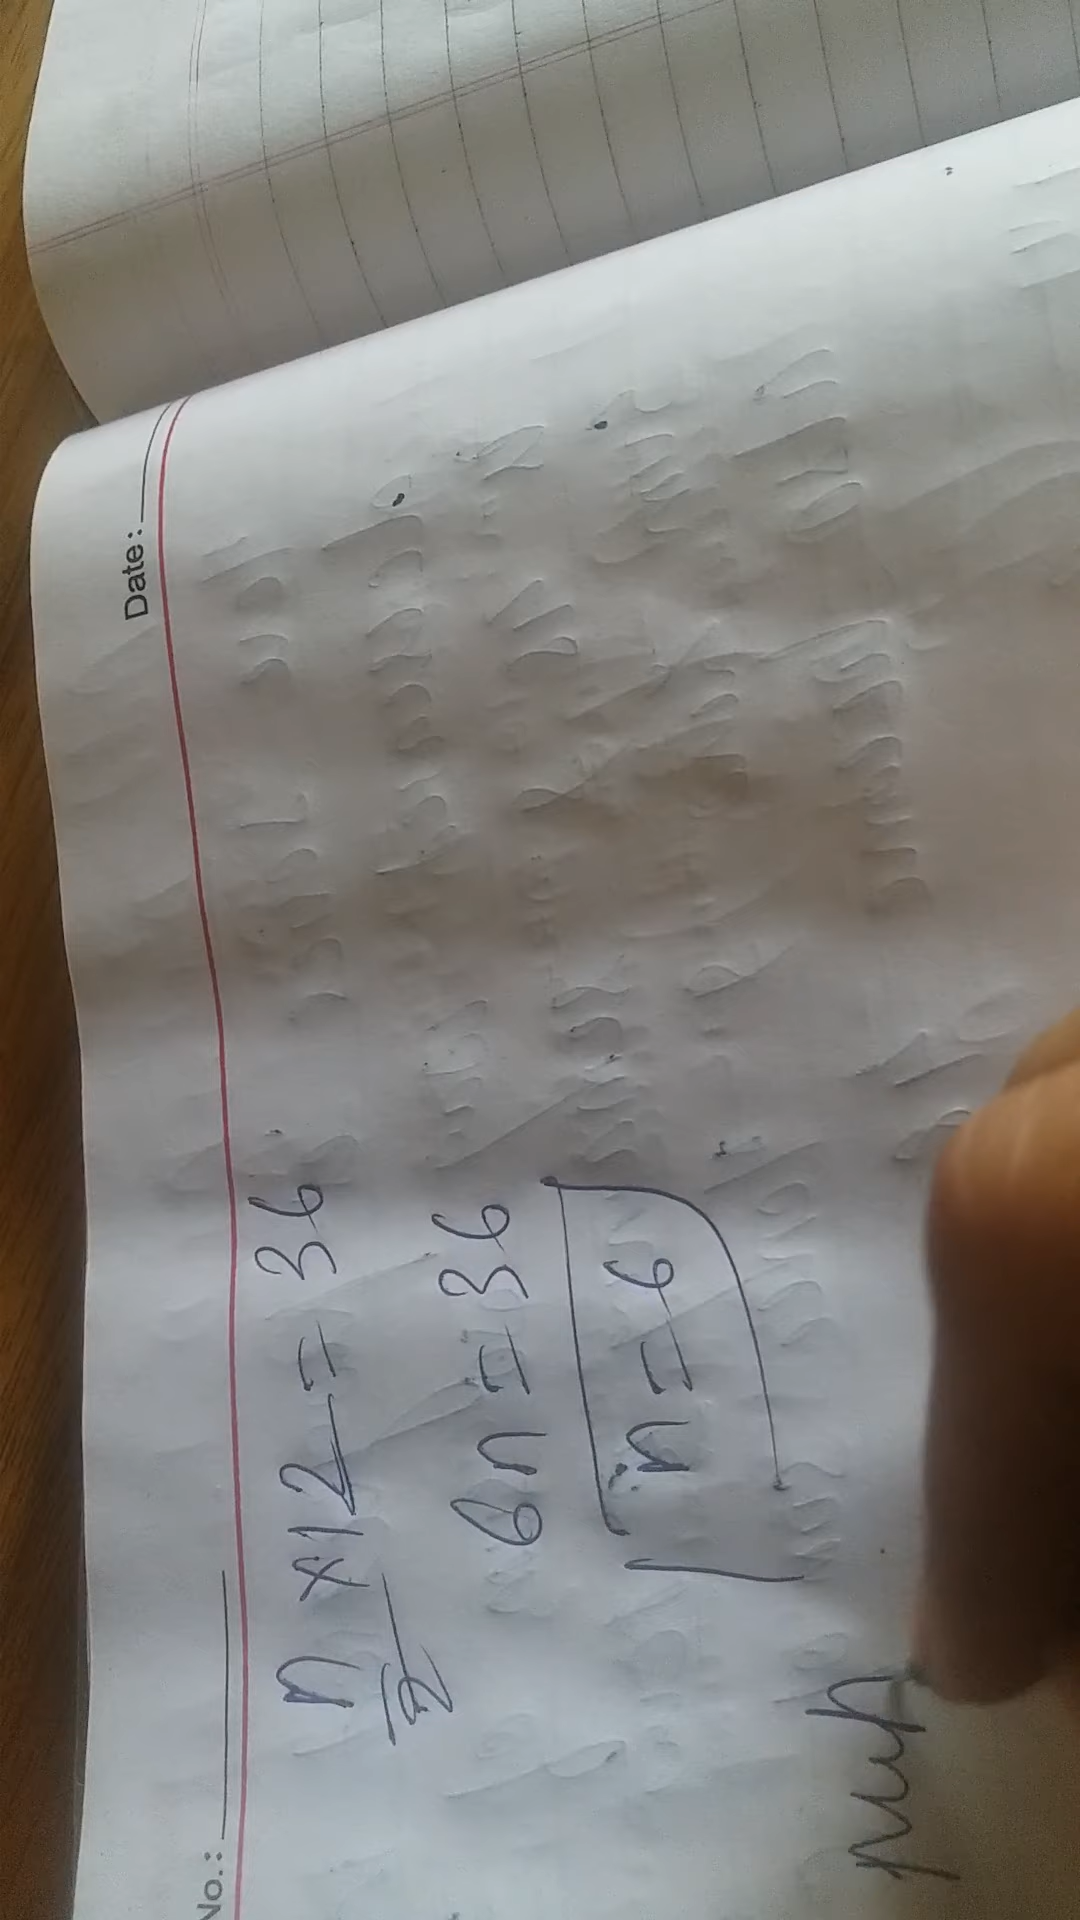 No.: Date:
n/2 × 12 = 36
6n = 36
n = 6